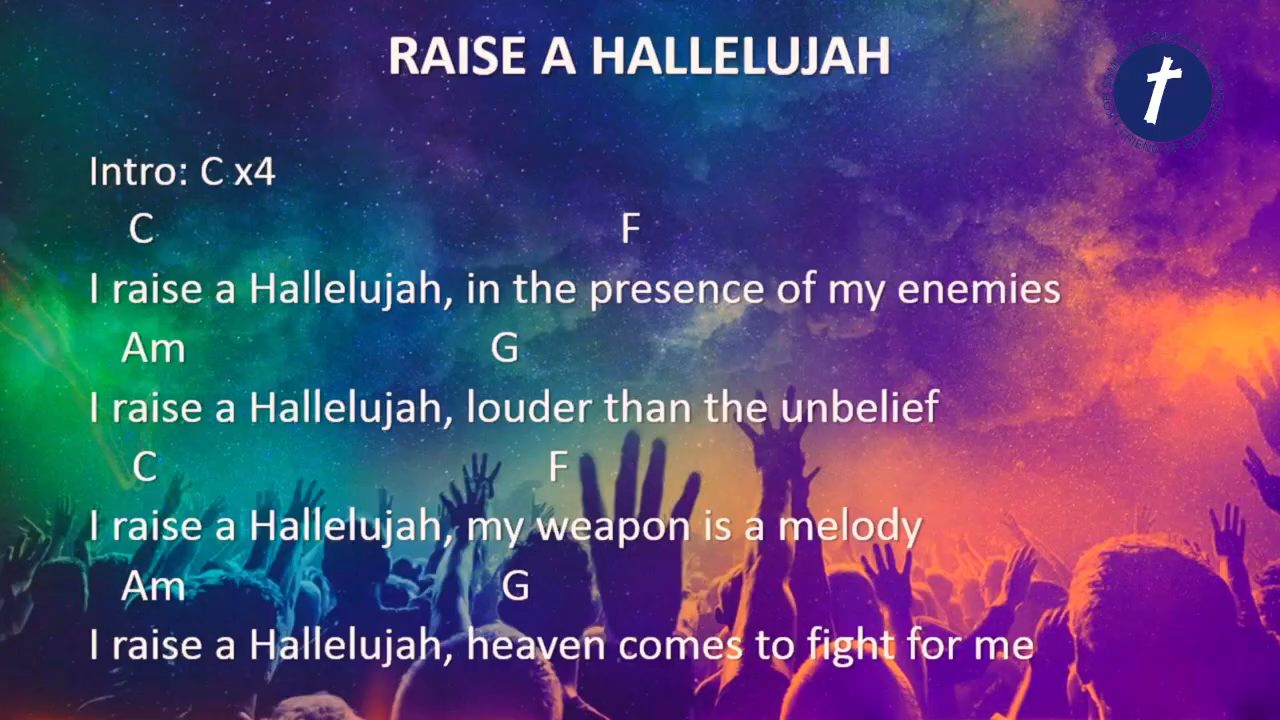 RAISE A HALLELUJAH
Intro: C x4
C F
I raise a Hallelujah, in the presence of my enemies
Am G
I raise a Hallelujah, louder than the unbelief
C F
I raise a Hallelujah, my weapon is a melody
Am G
I raise a Hallelujah, heaven comes to fight for me